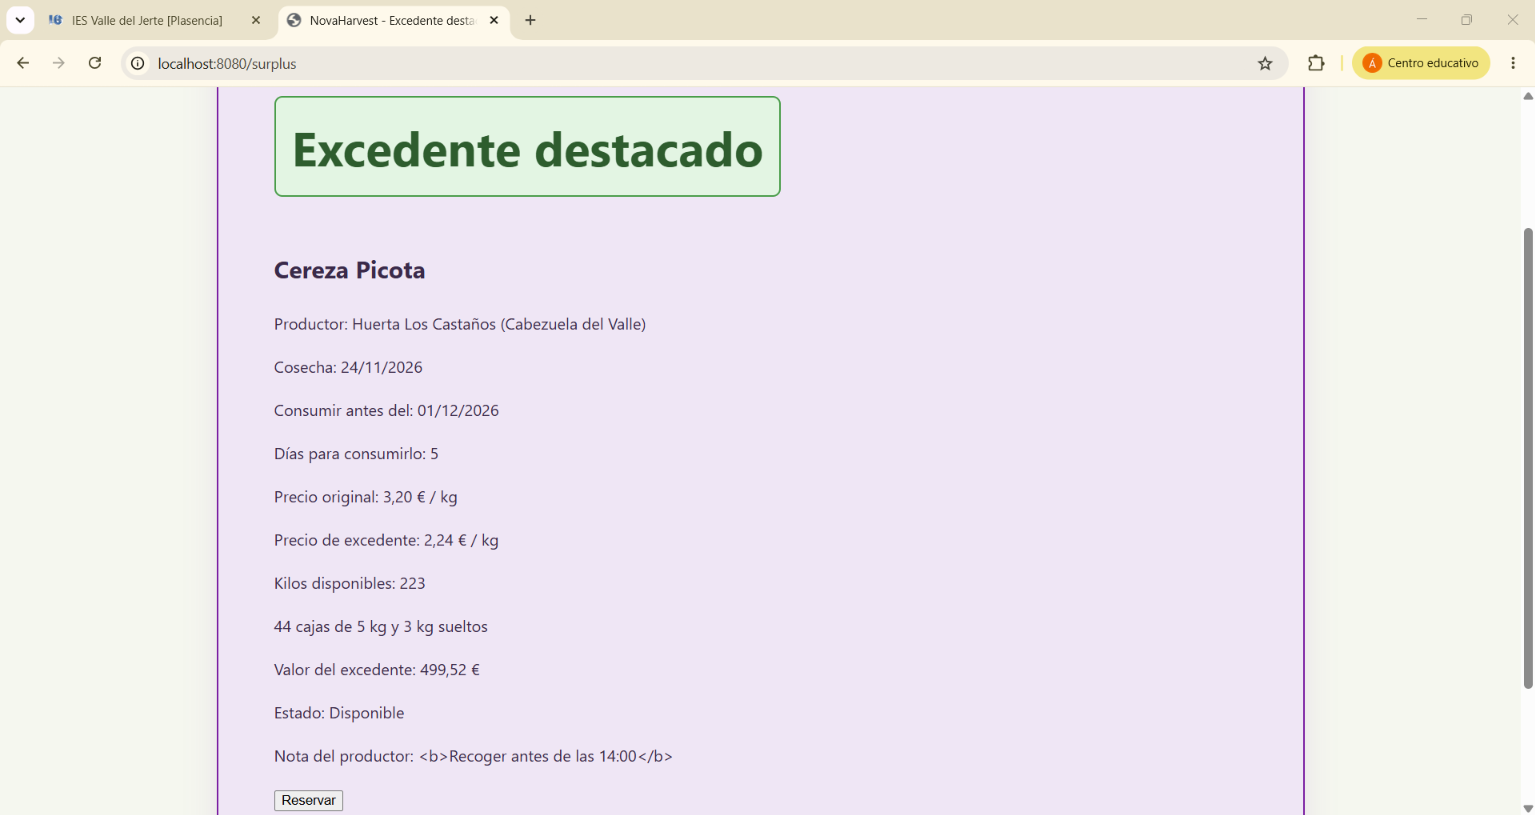 IES Valle del Jerte [Plasencia]
NovaHarvest - Excedente desta
localhost:8080/surplus
Á
Centro educativo
Excedente destacado
Cereza Picota
Productor: Huerta Los Castaños (Cabezuela del Valle)
Cosecha: 24/11/2026
Consumir antes del: 01/12/2026
Días para consumirlo: 5
Precio original: 3,20 € / kg
Precio de excedente: 2,24 € / kg
Kilos disponibles: 223
44 cajas de 5 kg y 3 kg sueltos
Valor del excedente: 499,52 €
Estado: Disponible
Nota del productor: <b>Recoger antes de las 14:00</b>
Reservar